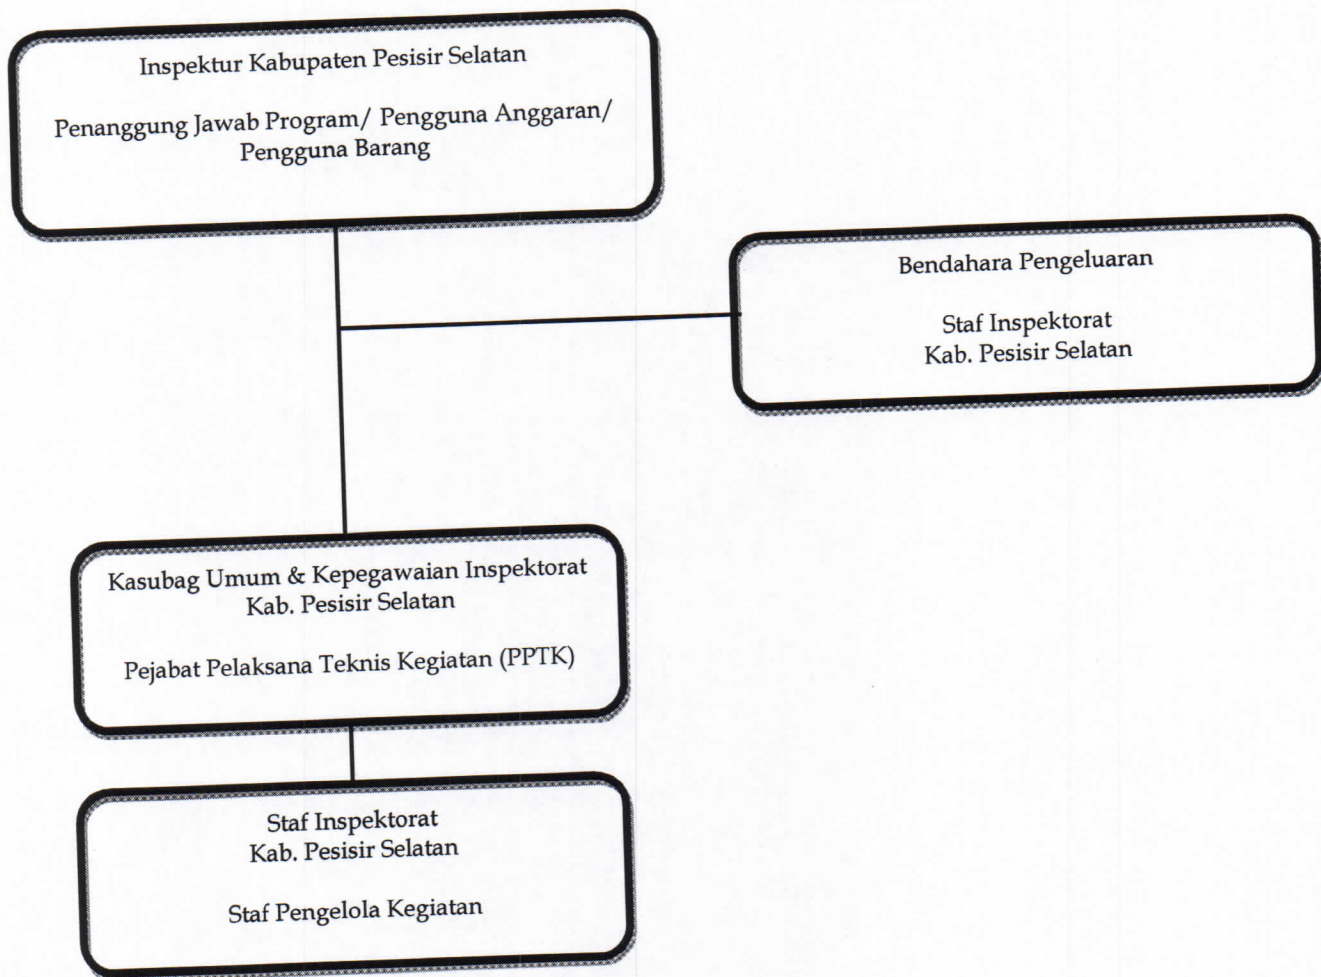 Inspektur Kabupaten Pesisir Selatan
Penanggung Jawab Program/ Pengguna Anggaran/
Pengguna Barang
Bendahara Pengeluaran
Staf Inspektorat
Kab. Pesisir Selatan
Kasubag Umum & Kepegawaian Inspektorat
Kab. Pesisir Selatan
Pejabat Pelaksana Teknis Kegiatan (PPTK)
Staf Inspektorat
Kab. Pesisir Selatan
Staf Pengelola Kegiatan